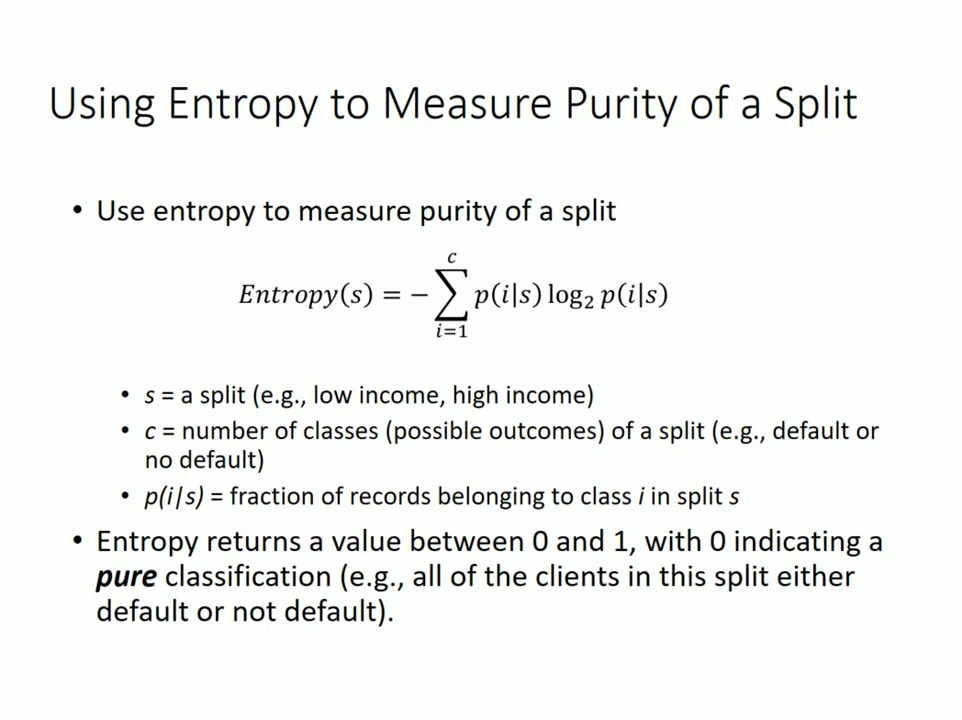 Using Entropy to Measure Purity of a Split
• Use entropy to measure purity of a split
Entropy(s) = − ∑_{i=1}^{c} p(i|s) log₂ p(i|s)
• s = a split (e.g., low income, high income)
• c = number of classes (possible outcomes) of a split (e.g., default or
no default)
• p(i|s) = fraction of records belonging to class i in split s
• Entropy returns a value between 0 and 1, with 0 indicating a
pure classification (e.g., all of the clients in this split either
default or not default).